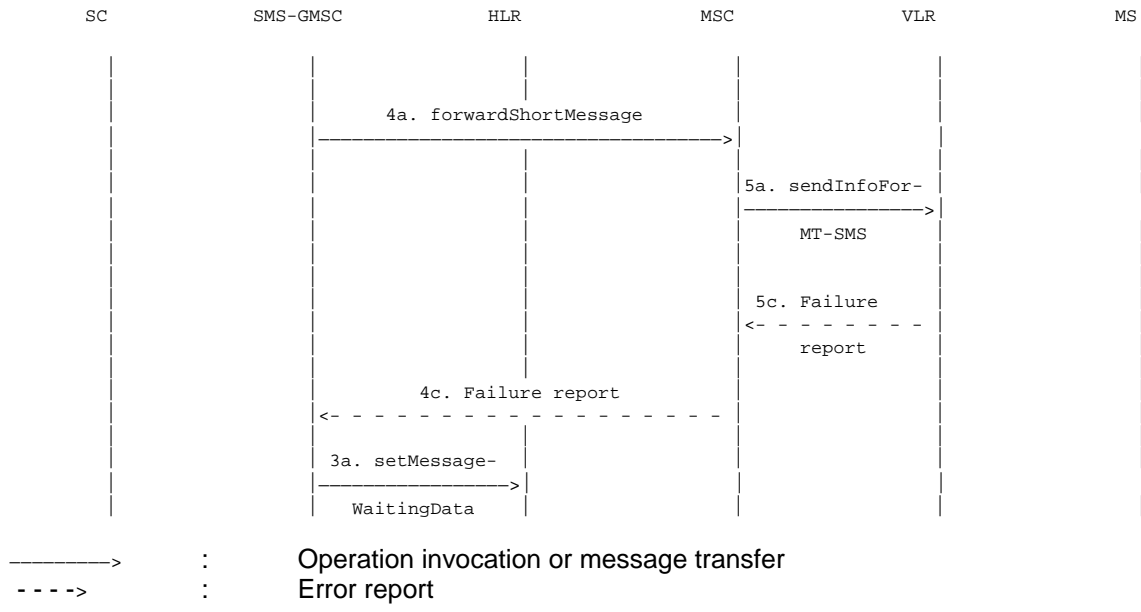 SC SMS-GMSC HLR MSC VLR MS
4a. forwardShortMessage
5a. sendInfoFor-
MT-SMS
5c. Failure
report
4c. Failure report
3a. setMessage-
WaitingData
: Operation invocation or message transfer
: Error report